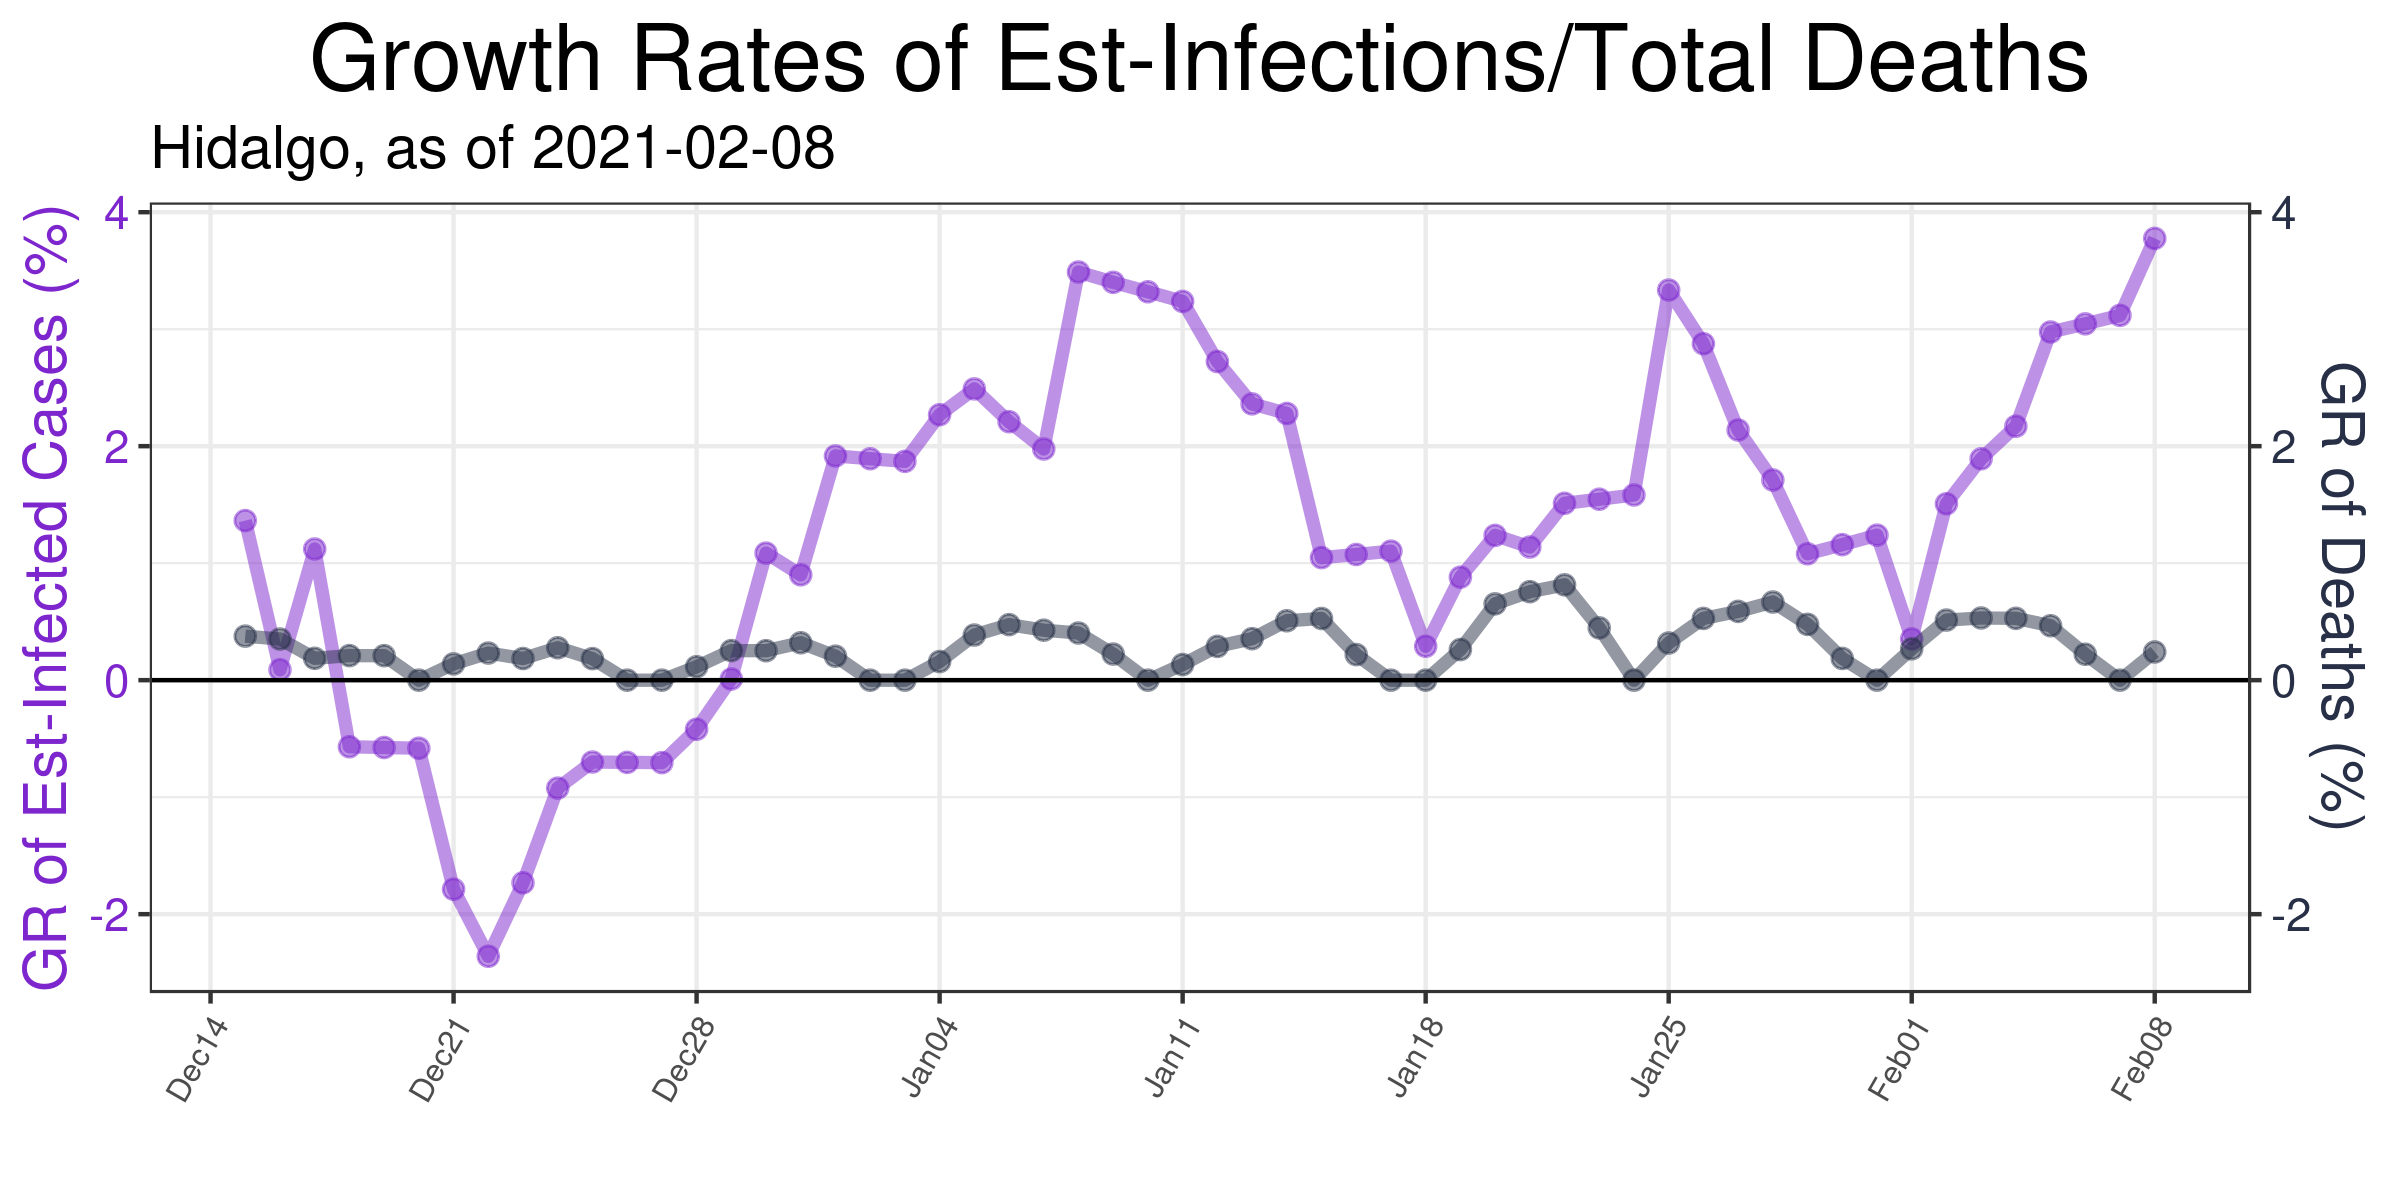 Growth Rates of Est-Infections/Total Deaths
Hidalgo, as of 2021-02-08
GR of Est-Infected Cases (%)
4
2
0
-2
4
2
0
-2
GR of Deaths (%)
Dec14
Dec21
Dec28
Jan04
Jan11
Jan18
Jan25
Feb01
Feb08